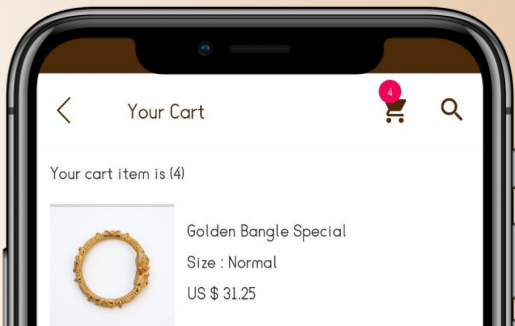 Your Cart
4
Your cart item is (4)
Golden Bangle Special
Size : Normal
US $ 31.25